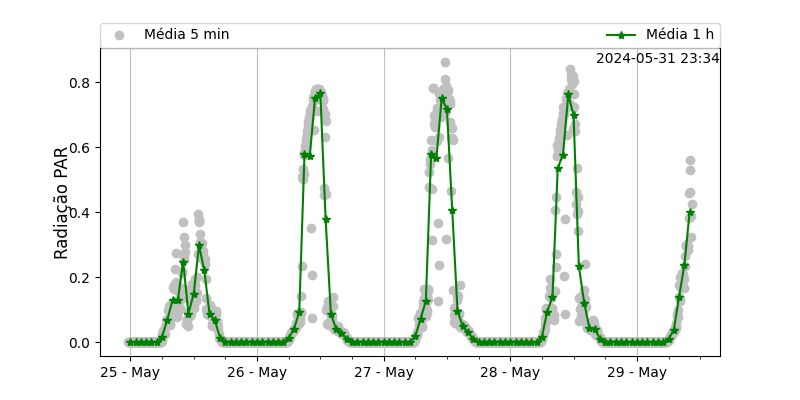 Média 5 min
Média 1 h
2024-05-31 23:34
Radiação PAR
0.8
0.6
0.4
0.2
0.0
25 - May
26 - May
27 - May
28 - May
29 - May